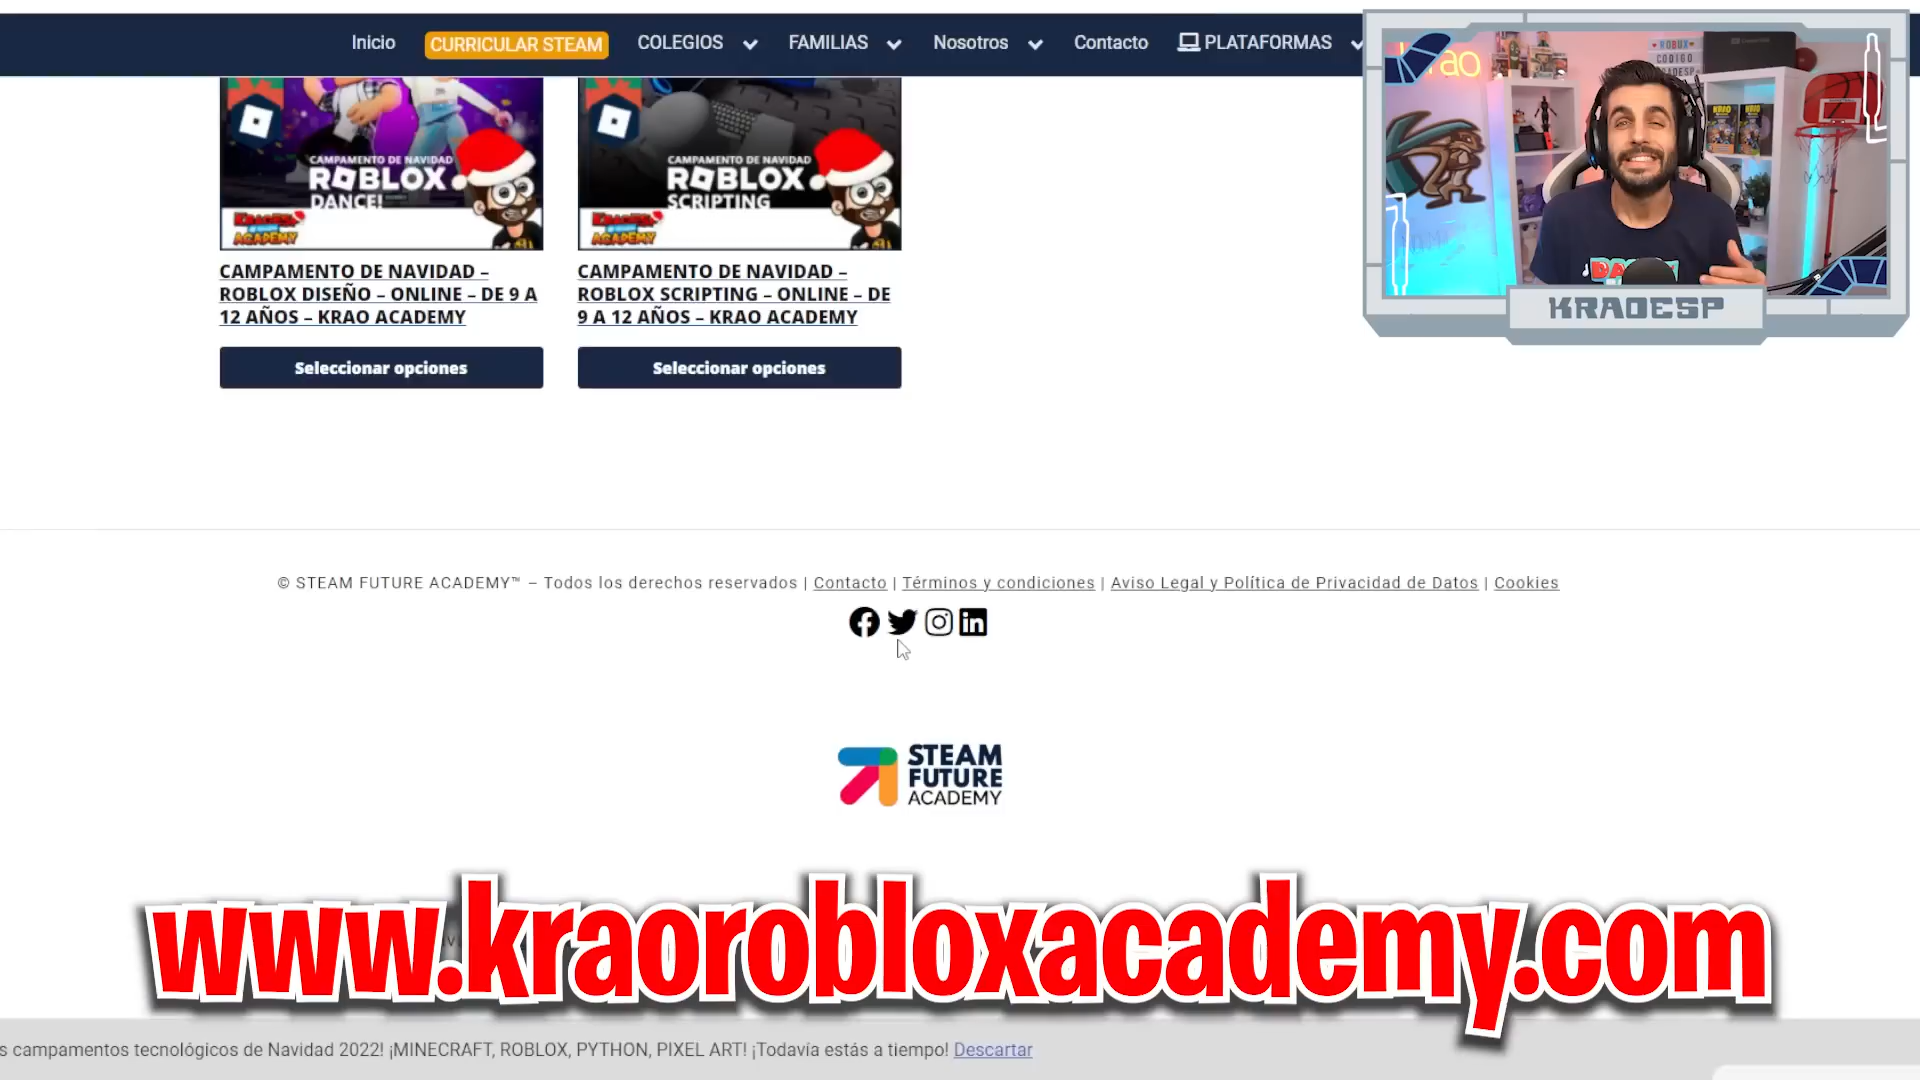 Inicio
CURRICULAR STEAM
COLEGIOS
FAMILIAS
Nosotros
Contacto
PLATAFORMAS
CAMPAMENTO DE NAVIDAD
ROBLOX
DANCE!
ACADEMY
CAMPAMENTO DE NAVIDAD
ROBLOX
SCRIPTING
ACADEMY
ROBUX
CODIGO
KRAOESP
CAMPAMENTO DE NAVIDAD –
ROBLOX DISEÑO – ONLINE – DE 9 A
12 AÑOS – KRAO ACADEMY
CAMPAMENTO DE NAVIDAD –
ROBLOX SCRIPTING – ONLINE – DE
9 A 12 AÑOS – KRAO ACADEMY
Seleccionar opciones
Seleccionar opciones
© STEAM FUTURE ACADEMY™ – Todos los derechos reservados | Contacto | Términos y condiciones | Aviso Legal y Política de Privacidad de Datos | Cookies
STEAM
FUTURE
ACADEMY
www.kraorobloxacademy.com
s campamentos tecnológicos de Navidad 2022! ¡MINECRAFT, ROBLOX, PYTHON, PIXEL ART! ¡Todavía estás a tiempo! Descartar